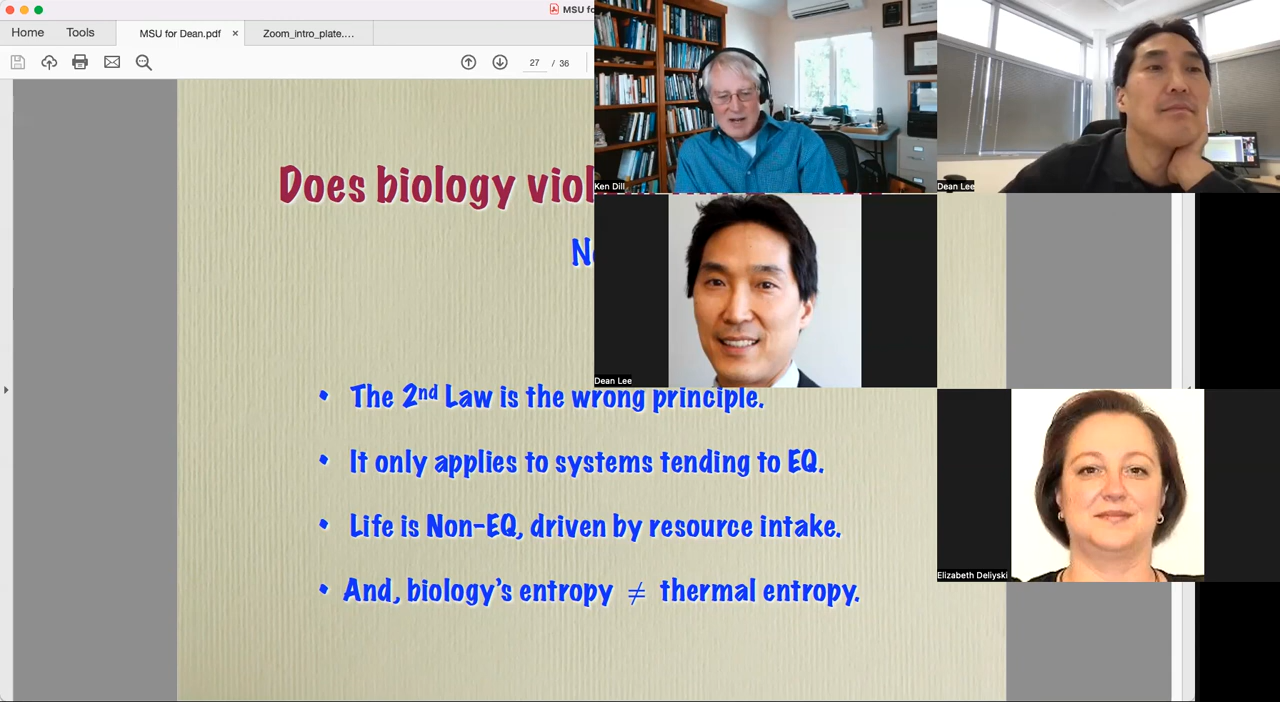 MSU fo
Home Tools MSU for Dean.pdf × Zoom_intro_plate....
27 / 36
Does biology viol
N
• The 2nd Law is the wrong principle.
• It only applies to systems tending to EQ.
• Life is Non-EQ, driven by resource intake.
• And, biology's entropy ≠ thermal entropy.
Ken Dill
Dean Lee
Dean Lee
Elizabeth Deliyski